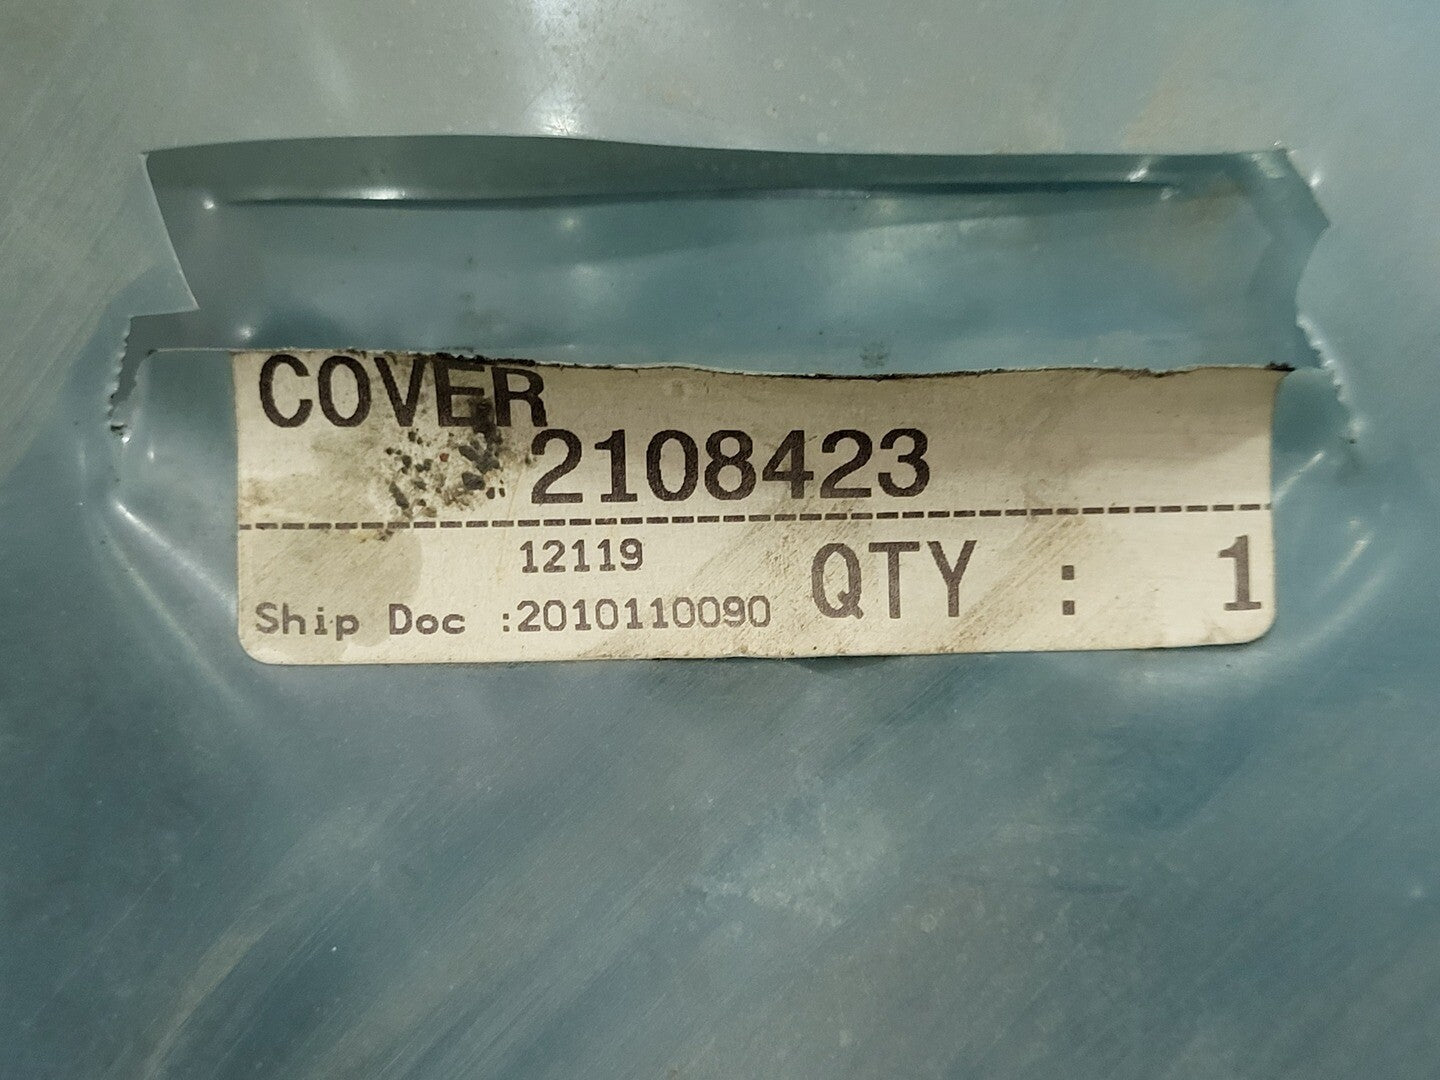 COVER
2108423
12119
QTY : 1
Ship Doc :2010110090